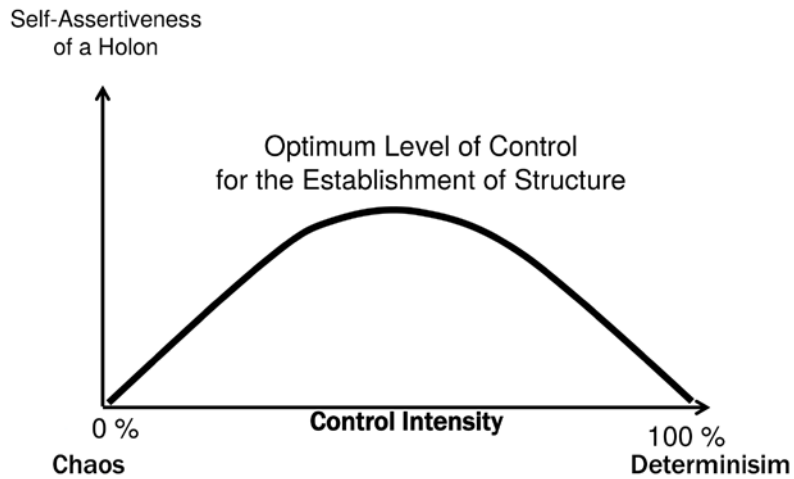 Self-Assertiveness
of a Holon
Optimum Level of Control
for the Establishment of Structure
0 %
Control Intensity
100 %
Chaos
Determinisim